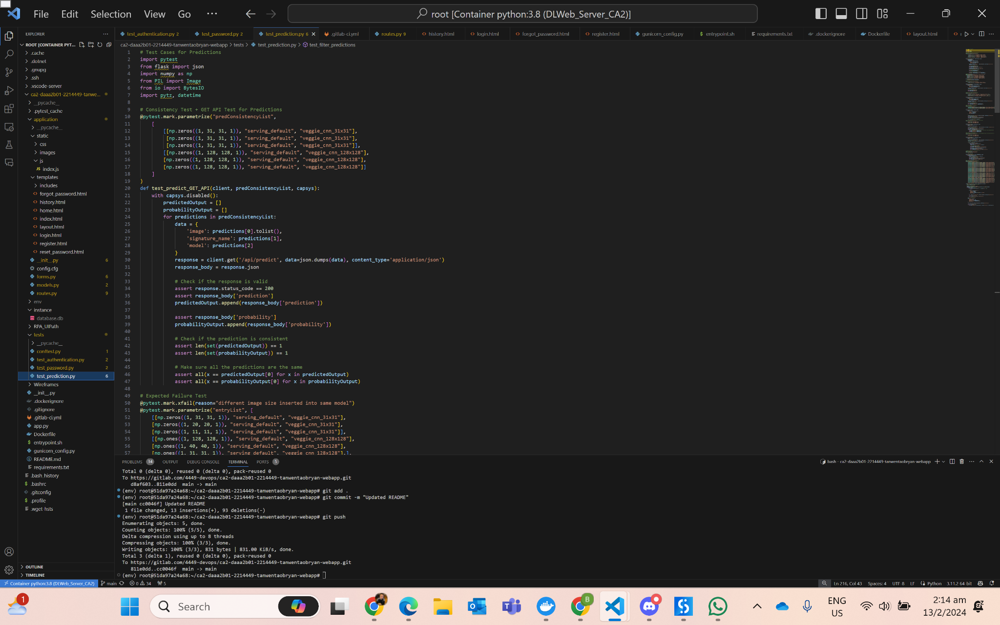 File Edit Selection View Go ··· root [Container python:3.8 (DLWeb_Server_CA2)]
EXPLORER ···
ROOT [CONTAINER PYT...
.cache
.dotnet
.gnupg
.ssh
.vscode-server
ca2-daaa2b01-2214449-tanwe...
__pycache__
.pytest_cache
application
__pycache__
static
css
images
js
JS index.js
templates
includes
forgot_password.html
history.html
home.html
index.html
layout.html
login.html
register.html
reset_password.html
__init__.py 6
config.cfg
forms.py 6
models.py 2
routes.py 9
env
instance
database.db
RPA_UIPath
tests
__pycache__
conftest.py 1
test_authentication.py 2
test_password.py 2
test_prediction.py 6
Wireframes
__init__.py
.dockerignore
.gitignore
.gitlab-ci.yml
app.py
Dockerfile
$ entrypoint.sh
gunicorn_config.py
README.md
requirements.txt
.bash_history
$ .bashrc
.gitconfig
$ .profile
.wget-hsts
OUTLINE
TIMELINE
test_authentication.py 2 test_password.py 2 test_prediction.py 6 .gitlab-ci.yml routes.py 9 history.html login.html forgot_password.html register.html gunicorn_config.py $ entrypoint.sh requirements.txt .dockerignore Dockerfile layout.html
ca2-daaa2b01-2214449-tanwentaobryan-webapp > tests > test_prediction.py > test_filter_predictions
1 # Test Cases for Predictions
2 import pytest
3 from flask import json
4 import numpy as np
5 from PIL import Image
6 from io import BytesIO
7 import pytz, datetime
8
9 # Consistency Test + GET API Test for Predictions
10 @pytest.mark.parametrize("predConsistencyList",
11 [
12 [[np.zeros((1, 31, 31, 1)), "serving_default", "veggie_cnn_31x31"],
13 [np.zeros((1, 31, 31, 1)), "serving_default", "veggie_cnn_31x31"],
14 [np.zeros((1, 31, 31, 1)), "serving_default", "veggie_cnn_31x31"]],
15 [[np.zeros((1, 128, 128, 1)), "serving_default", "veggie_cnn_128x128"],
16 [np.zeros((1, 128, 128, 1)), "serving_default", "veggie_cnn_128x128"],
17 [np.zeros((1, 128, 128, 1)), "serving_default", "veggie_cnn_128x128"]]
18 ]
19 )
20 def test_predict_GET_API(client, predConsistencyList, capsys):
21 with capsys.disabled():
22 predictedOutput = []
23 probabilityOutput = []
24 for predictions in predConsistencyList:
25 data = {
26 'image': predictions[0].tolist(),
27 'signature_name': predictions[1],
28 'model': predictions[2]
29 }
30 response = client.get('/api/predict', data=json.dumps(data), content_type='application/json')
31 response_body = response.json
32
33 # Check if the response is valid
34 assert response.status_code == 200
35 assert response_body['prediction']
36 predictedOutput.append(response_body['prediction'])
37
38 assert response_body['probability']
39 probabilityOutput.append(response_body['probability'])
40
41 # Check if the prediction is consistent
42 assert len(set(predictedOutput)) == 1
43 assert len(set(probabilityOutput)) == 1
44
45 # Make sure all the predictions are the same
46 assert all(x == predictedOutput[0] for x in predictedOutput)
47 assert all(x == probabilityOutput[0] for x in probabilityOutput)
48
49 # Expected Failure Test
50 @pytest.mark.xfail(reason="different image size inserted into same model")
51 @pytest.mark.parametrize("entryList", [
52 [[np.zeros((1, 31, 31, 1)), "serving_default", "veggie_cnn_31x31"],
53 [np.zeros((1, 20, 20, 1)), "serving_default", "veggie_cnn_31x31"],
54 [np.zeros((1, 11, 11, 1)), "serving_default", "veggie_cnn_31x31"]],
55 [[np.ones((1, 128, 128, 1)), "serving_default", "veggie_cnn_128x128"],
56 [np.ones((1, 40, 40, 1)), "serving_default", "veggie_cnn_128x128"],
57 [np.ones((1, 31, 31, 1)), "serving_default", "veggie_cnn_128x128"],],
PROBLEMS 34 OUTPUT DEBUG CONSOLE TERMINAL PORTS 5 bash - ca2-daaa2b01-2214449-tanwentaobryan-webapp
Total 0 (delta 0), reused 0 (delta 0), pack-reused 0
To https://gitlab.com/4449-devops/ca2-daaa2b01-2214449-tanwentaobryan-webapp.git
d8af603..811e0dd main -> main
(env) root@51da97a24a68:~/ca2-daaa2b01-2214449-tanwentaobryan-webapp# git add .
(env) root@51da97a24a68:~/ca2-daaa2b01-2214449-tanwentaobryan-webapp# git commit -m "Updated README"
[main cc0046f] Updated README
1 file changed, 13 insertions(+), 93 deletions(-)
(env) root@51da97a24a68:~/ca2-daaa2b01-2214449-tanwentaobryan-webapp# git push
Enumerating objects: 5, done.
Counting objects: 100% (5/5), done.
Delta compression using up to 8 threads
Compressing objects: 100% (3/3), done.
Writing objects: 100% (3/3), 831 bytes | 831.00 KiB/s, done.
Total 3 (delta 1), reused 0 (delta 0), pack-reused 0
To https://gitlab.com/4449-devops/ca2-daaa2b01-2214449-tanwentaobryan-webapp.git
811e0dd..cc0046f main -> main
(env) root@51da97a24a68:~/ca2-daaa2b01-2214449-tanwentaobryan-webapp#
Container python:3.8 (DLWeb_Server_CA2) main 0 34 5 Ln 216, Col 43 Spaces: 4 UTF-8 LF Python 3.11.2 64-bit
1 Search B ENG
US 2:14 am
13/2/2024